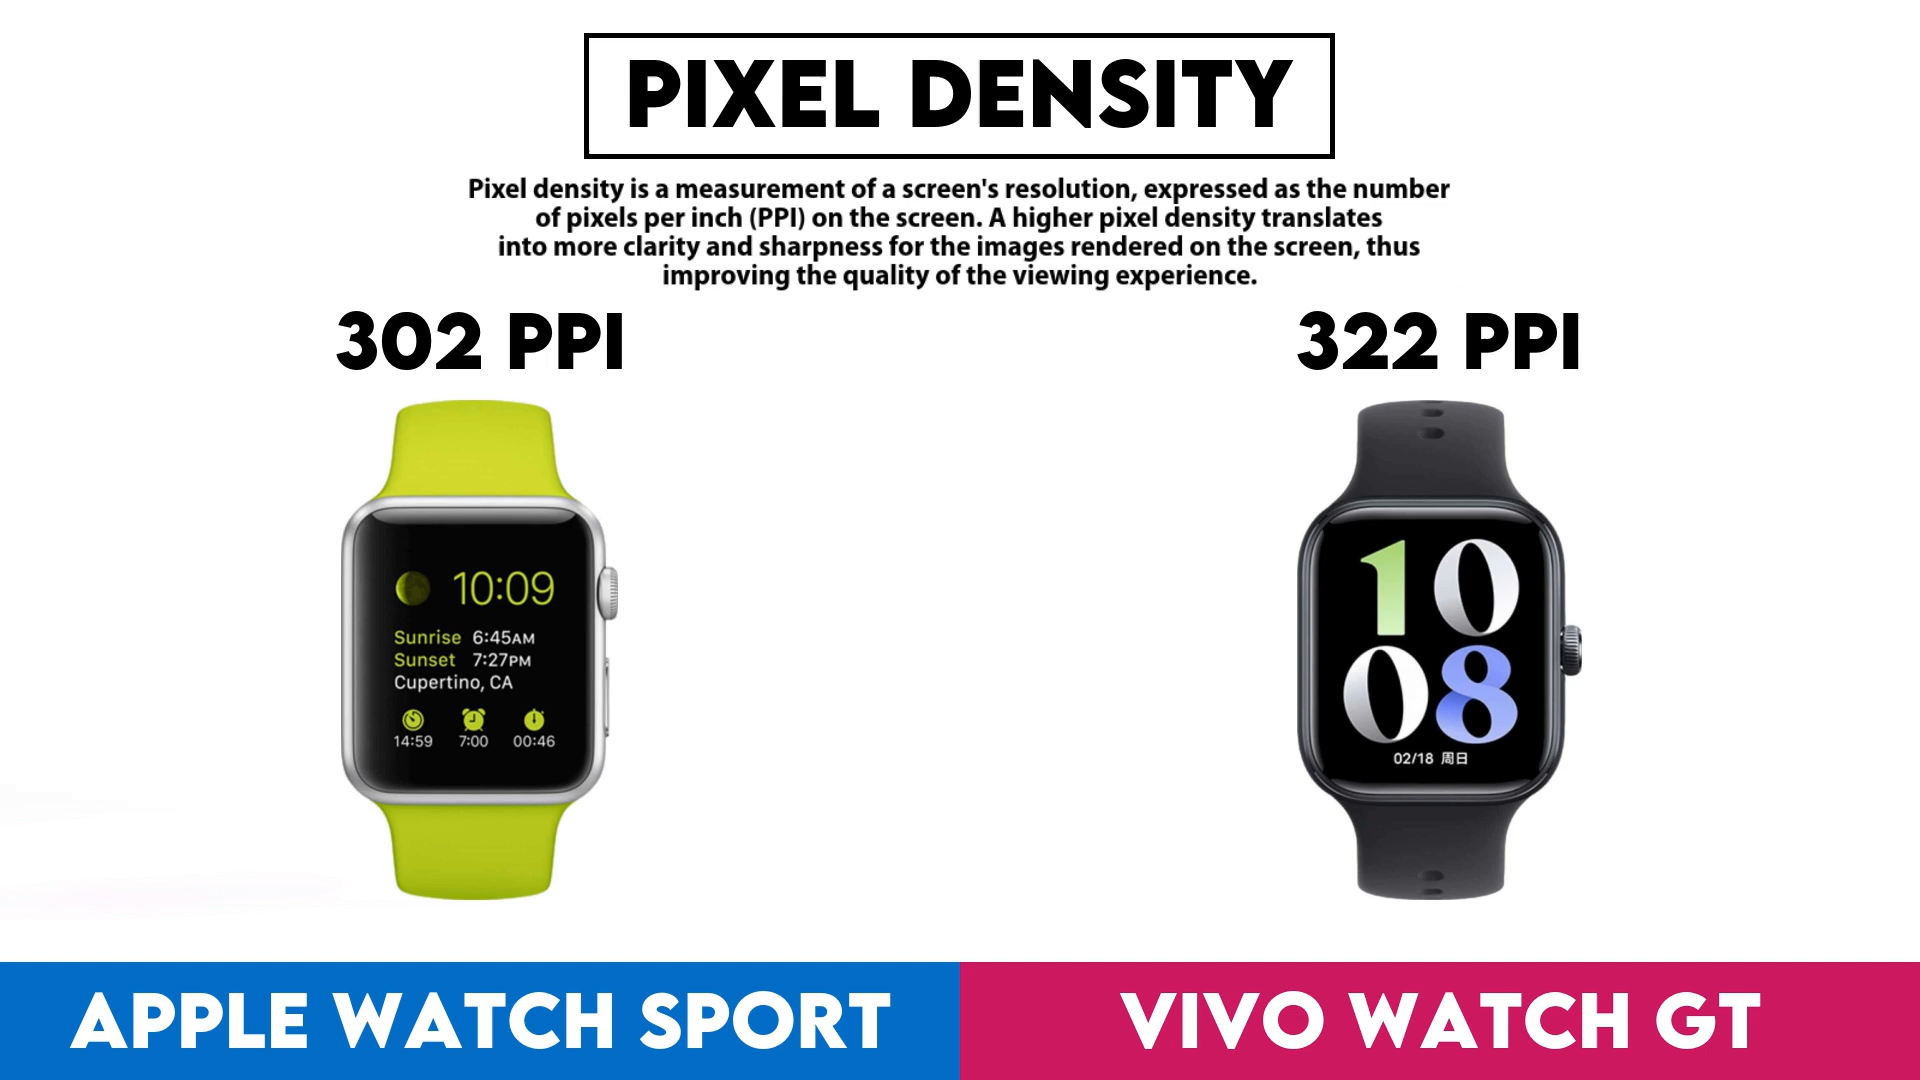 PIXEL DENSITY
Pixel density is a measurement of a screen's resolution, expressed as the number
of pixels per inch (PPI) on the screen. A higher pixel density translates
into more clarity and sharpness for the images rendered on the screen, thus
improving the quality of the viewing experience.
302 PPI
322 PPI
10:09
Sunrise 6:45AM
Sunset 7:27PM
Cupertino, CA
14:59 7:00 00:46
10
08
02/18 周日
APPLE WATCH SPORT
VIVO WATCH GT